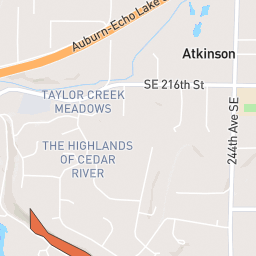 Auburn-Echo Lake
Atkinson
SE 216th St
TAYLOR CREEK
MEADOWS
244th Ave SE
THE HIGHLANDS
OF CEDAR
RIVER